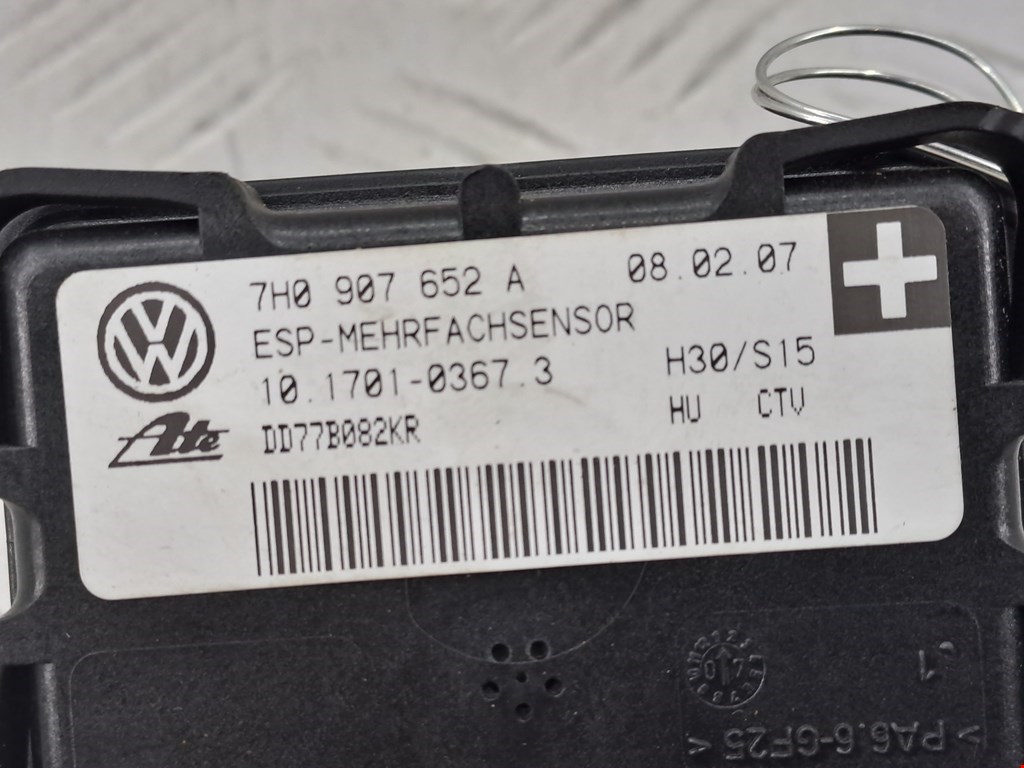 7H0 907 652 A 08.02.07
ESP-MEHRFACHSENSOR
10.1701-0367.3 H30/S15
HU CTV
Ate DD77B082KR
1
>PA6.6-GF25<